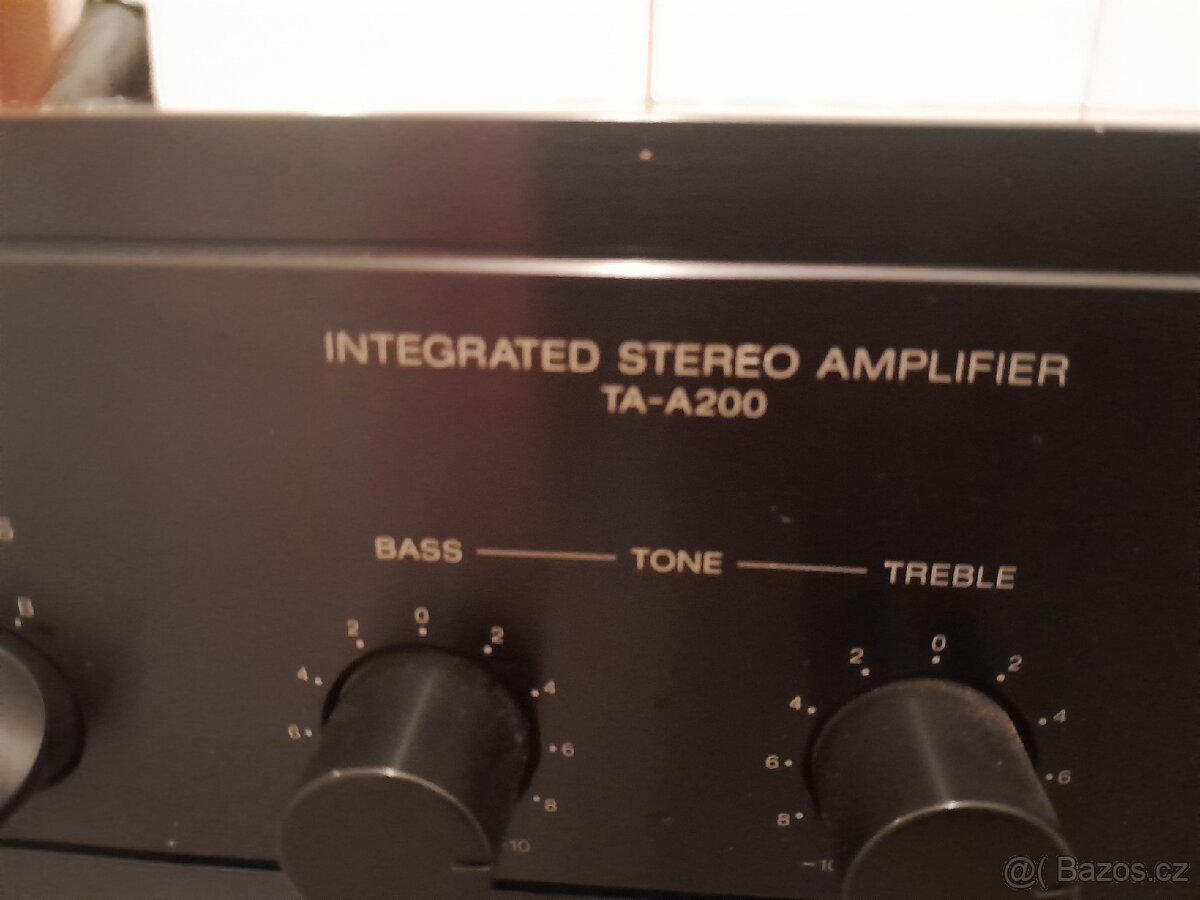 INTEGRATED STEREO AMPLIFIER
TA-A200
BASS TONE TREBLE
B
0
2 2
4 4
6 6
8
10
0
2 2
4 4
6 6
8
-10
@( Bazos.cz